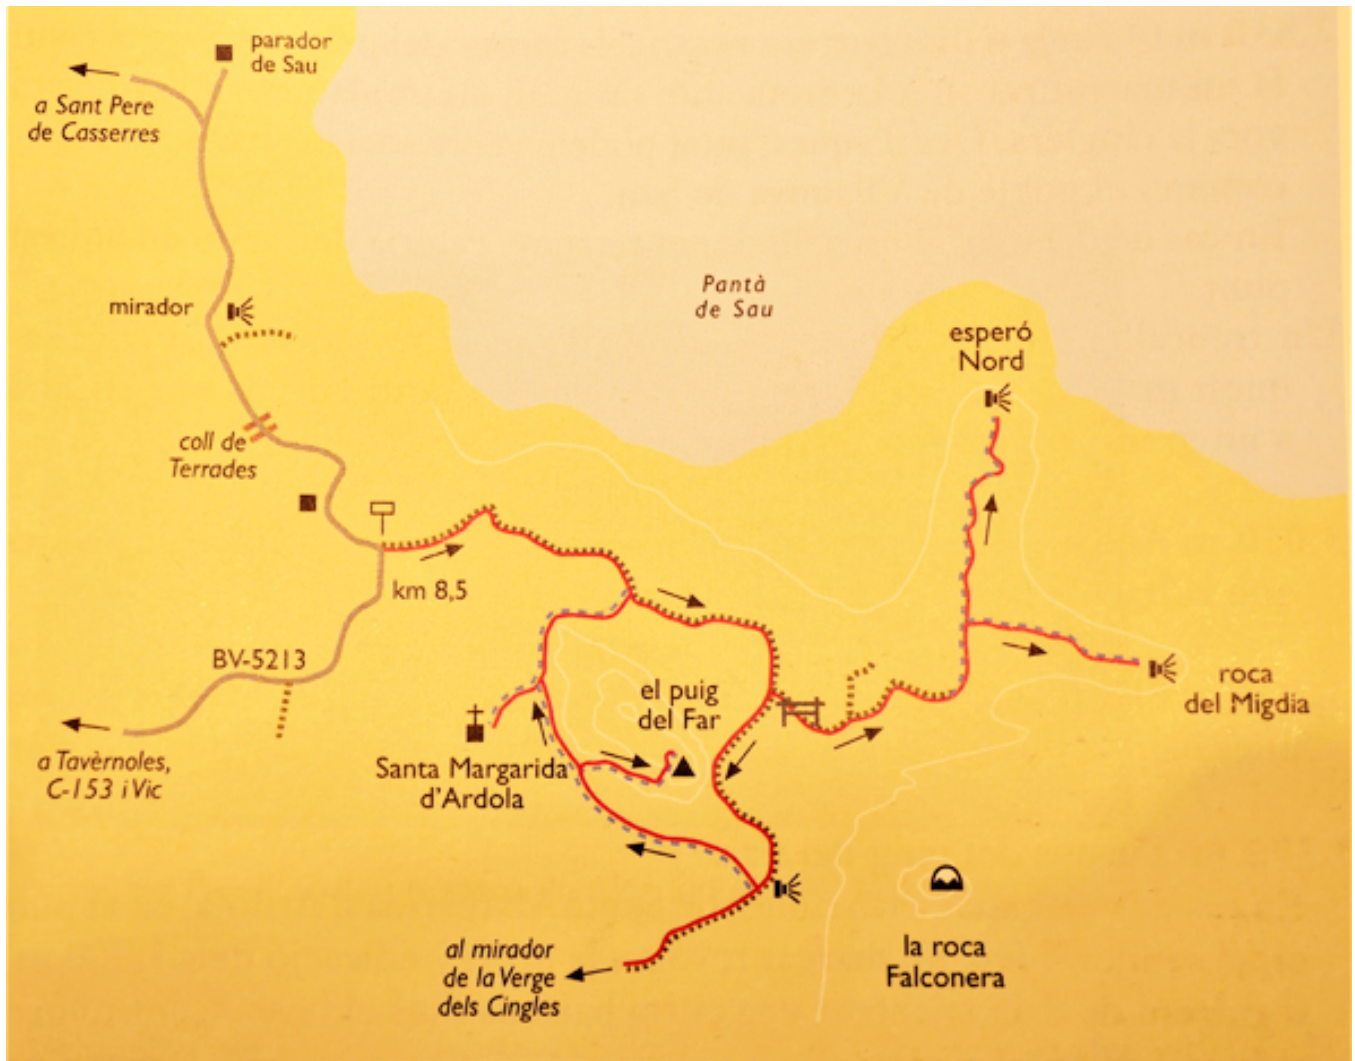 parador
de Sau
a Sant Pere
de Casserres
mirador
Pantà
de Sau
esperó
Nord
coll de
Terrades
km 8,5
BV-5213
a Tavèrnoles,
C-153 i Vic
el puig
del Far
roca
del Migdia
Santa Margarida
d'Ardola
al mirador
de la Verge
dels Cingles
la roca
Falconera